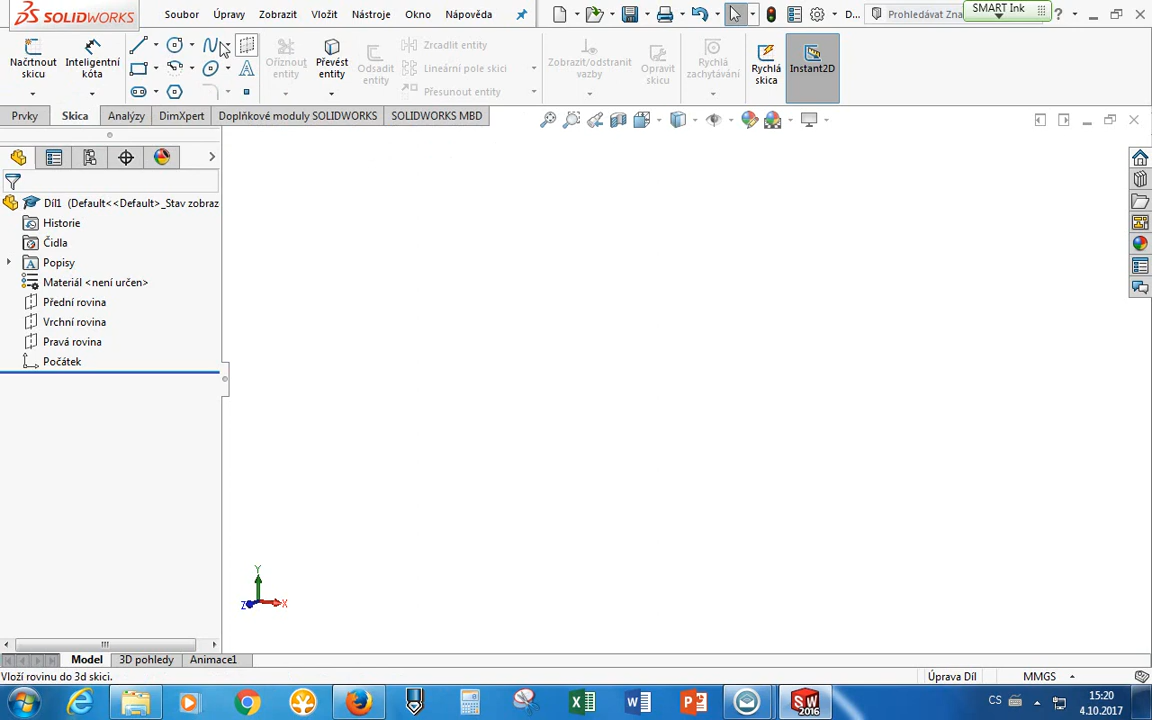 SOLIDWORKS
Soubor Úpravy Zobrazit Vložit Nástroje Okno Nápověda
D...
Prohledávat Zna
SMART Ink
?
Načrtnout skicu
Inteligentní kóta
Oříznout entity
Převést entity
Odsadit entity
Zrcadlit entity
Lineární pole skici
Přesunout entity
Zobrazit/odstranit vazby
Opravit skici
Rychlá zachytávání
Rychlá skica
Instant2D
Prvky Skica Analýzy DimXpert Doplňkové moduly SOLIDWORKS SOLIDWORKS MBD
Díl1 (Default<<Default>_Stav zobraz
Historie
Čidla
Popisy
Materiál <není určen>
Přední rovina
Vrchní rovina
Pravá rovina
Počátek
Y
Z
X
Model 3D pohledy Animace1
Vloží rovinu do 3d skici.
Úprava Díl
MMGS
CS
15:20
4.10.2017
SW
2016